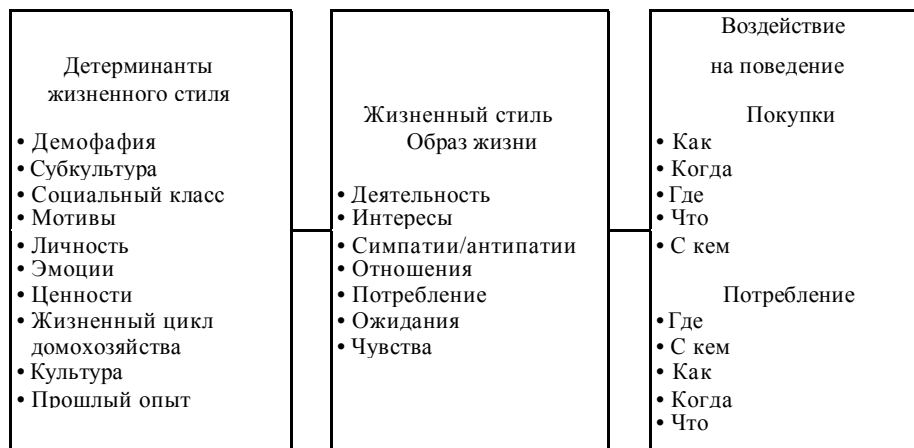 Детерминанты
жизненного стиля
• Демофафия
• Субкультура
• Социальный класс
• Мотивы
• Личность
• Эмоции
• Ценности
• Жизненный цикл
домохозяйства
• Культура
• Прошлый опыт
Жизненный стиль
Образ жизни
• Деятельность
• Интересы
• Симпатии/антипатии
• Отношения
• Потребление
• Ожидания
• Чувства
Воздействие
на поведение
Покупки
• Как
• Когда
• Где
• Что
• С кем
Потребление
• Где
• С кем
• Как
• Когда
• Что